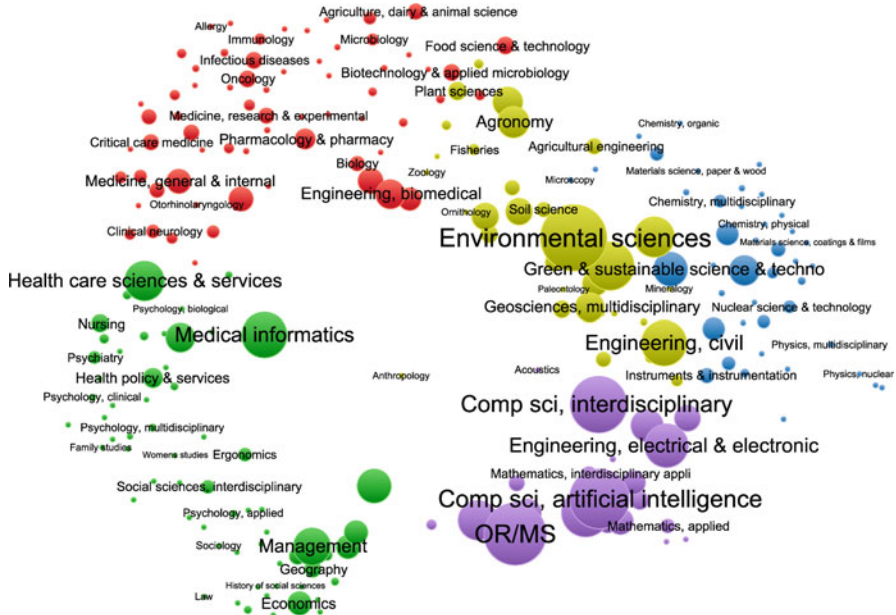 Agriculture, dairy & animal science
Allergy
Immunology
Microbiology
Food science & technology
Infectious diseases
Oncology
Biotechnology & applied microbiology
Plant sciences
Medicine, research & experimental
Agronomy
Chemistry, organic
Critical care medicine
Pharmacology & pharmacy
Fisheries
Agricultural engineering
Biology
Zoology
Microscopy
Materials science, paper & wood
Medicine, general & internal
Engineering, biomedical
Otorhinolaryngology
Chemistry, multidisciplinary
Ornithology
Soil science
Clinical neurology
Chemistry, physical
Environmental sciences
Materials science, coatings & films
Green & sustainable science & techno
Health care sciences & services
Paleontology
Mineralogy
Psychology, biological
Geosciences, multidisciplinary
Nuclear science & technology
Nursing
Medical informatics
Engineering, civil
Physics, multidisciplinary
Psychiatry
Health policy & services
Anthropology
Acoustics
Instruments & instrumentation
Physics, nuclear
Psychology, clinical
Comp sci, interdisciplinary
Psychology, multidisciplinary
Family studies
Womens studies
Ergonomics
Engineering, electrical & electronic
Mathematics, interdisciplinary appli
Social sciences, interdisciplinary
Comp sci, artificial intelligence
Psychology, applied
OR/MS
Mathematics, applied
Sociology
Management
Geography
History of social sciences
Law
Economics